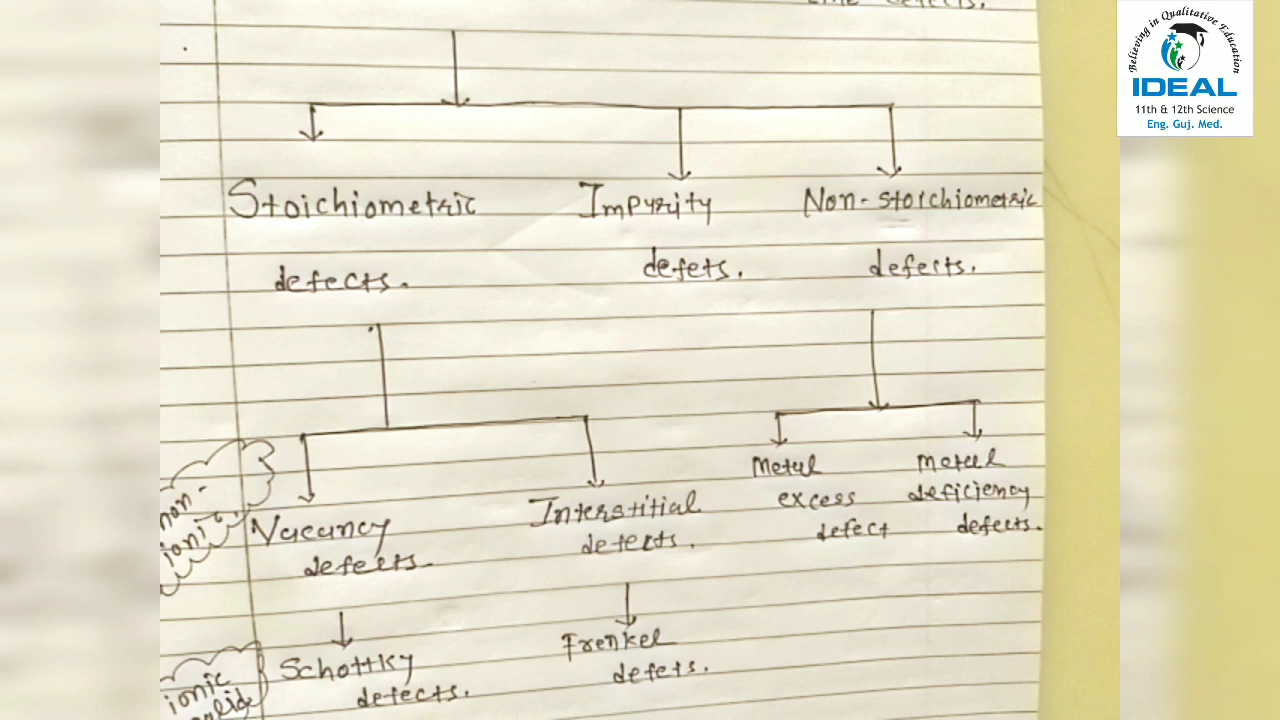 Believing in Qualitative Education
IDEAL
11th & 12th Science
Eng. Guj. Med.
defects.
Stoichiometric
defects.
Impurity
defets.
Non-stoichiometric
defects.
non-
ionic.
Vacancy
defects.
Interstitial
defects.
Metal
excess
defect
Metal
deficiency
defects.
ionic
Schottky
defects.
Frenkel
defets.